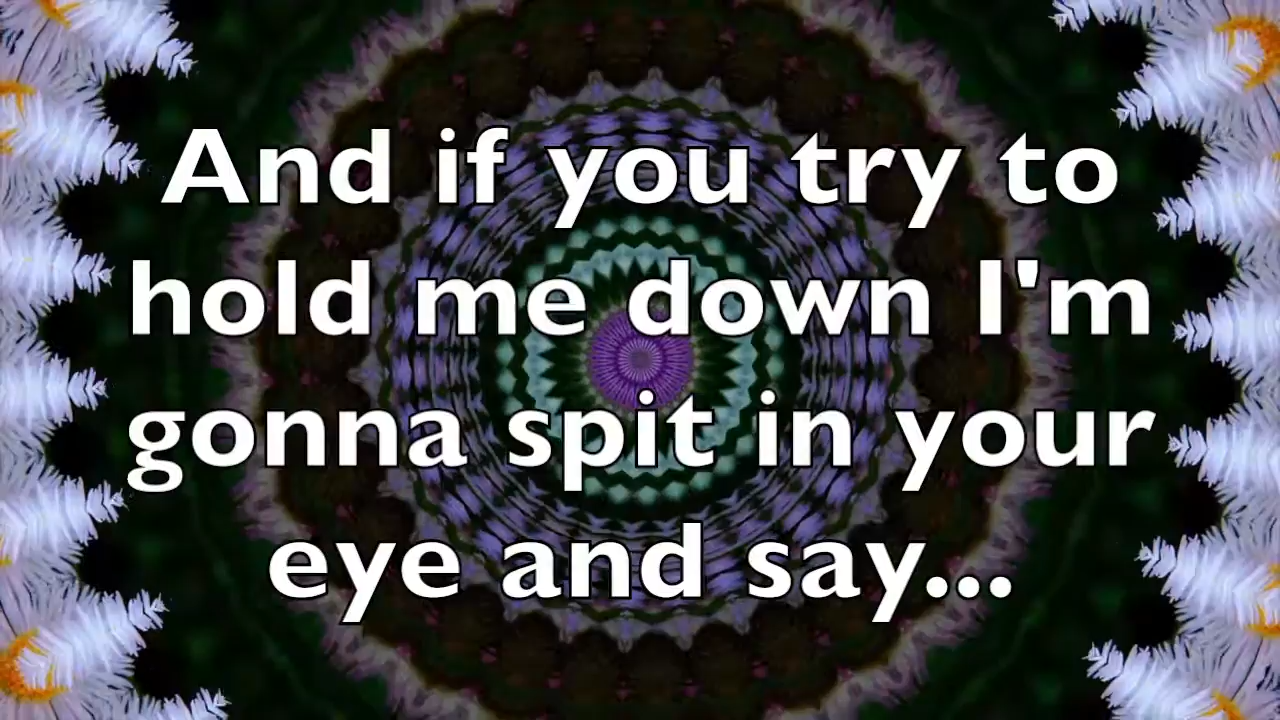 And if you try to
hold me down I'm
gonna spit in your
eye and say...